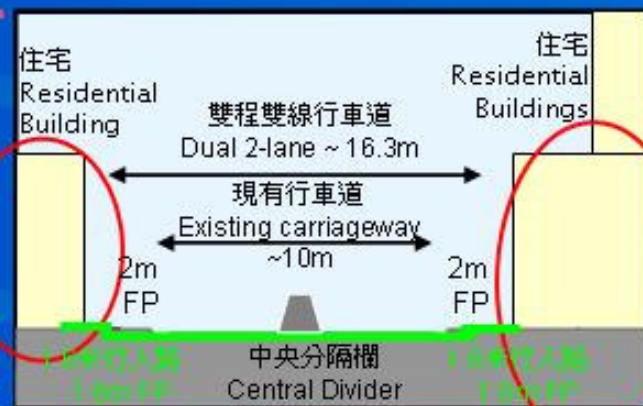 住宅
Residential
Building
住宅
Residential
Buildings
雙程雙線行車道
Dual 2-lane ~ 16.3m
現有行車道
Existing carriageway
~10m
2m
FP
2m
FP
中央分隔欄
Central Divider